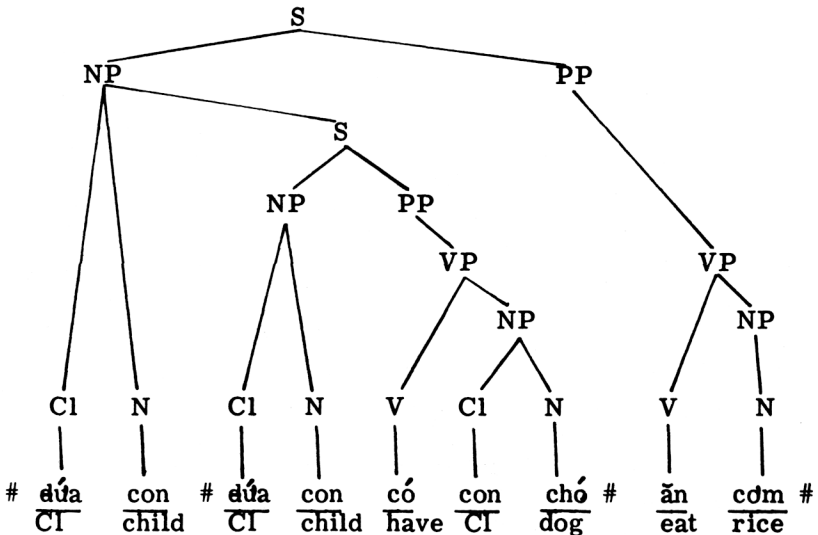 S
NP PP
S
NP PP
VP VP
NP NP
Cl N Cl N V Cl N V N
# đứa con # đứa con có con chó # ăn cơm #
Cl child Cl child have Cl dog eat rice